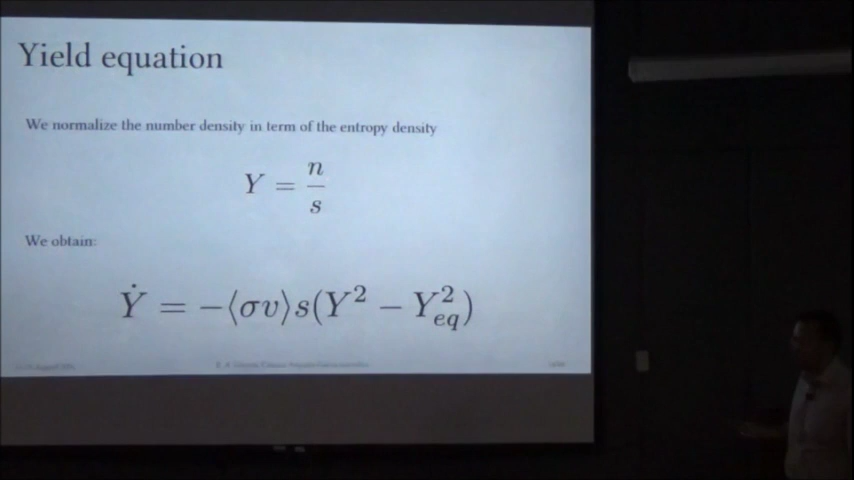 Yield equation
We normalize the number density in term of the entropy density
Y = n/s
We obtain:
Ẏ = −⟨σv⟩s(Y² − Y²_eq)